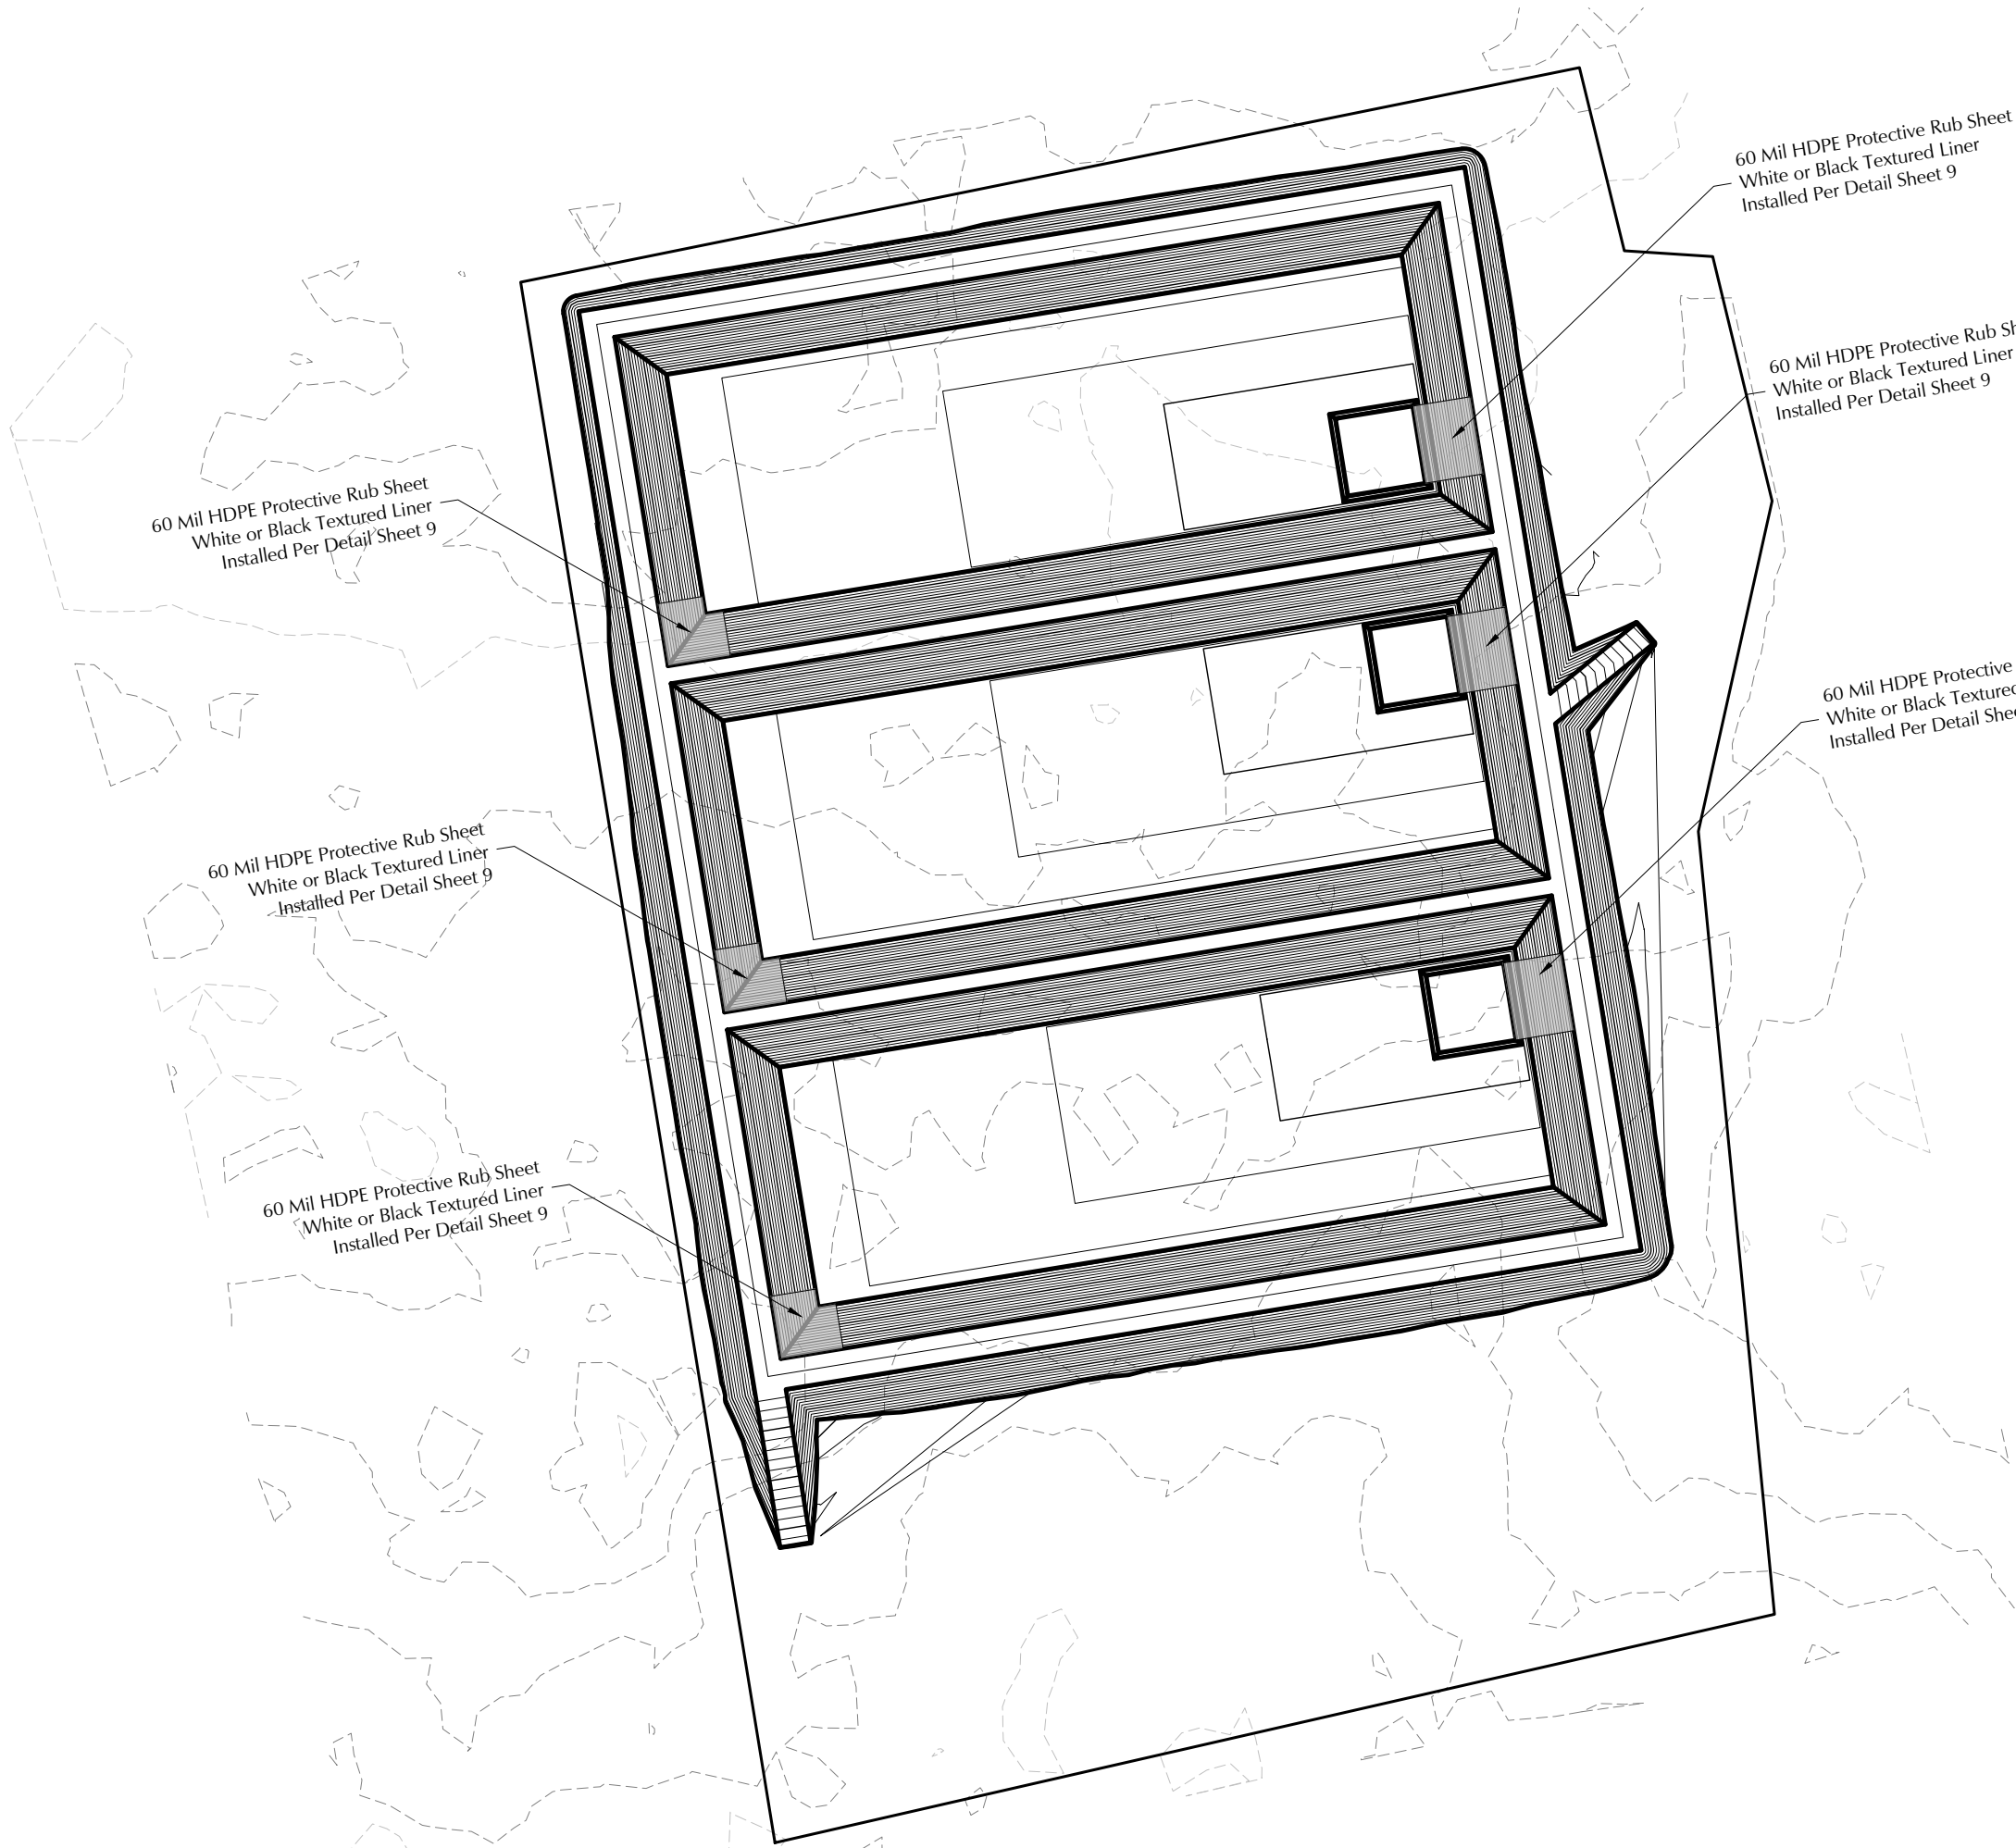 60 Mil HDPE Protective Rub Sheet
White or Black Textured Liner
Installed Per Detail Sheet 9
60 Mil HDPE Protective Rub
White or Black Textured Liner
Installed Per Detail Sheet 9
60 Mil HDPE Protective Rub Sheet
White or Black Textured Liner
Installed Per Detail Sheet 9
60 Mil HDPE Protective
White or Black Textured
Installed Per Detail
60 Mil HDPE Protective Rub Sheet
White or Black Textured Liner
Installed Per Detail Sheet 9
60 Mil HDPE Protective Rub Sheet
White or Black Textured Liner
Installed Per Detail Sheet 9